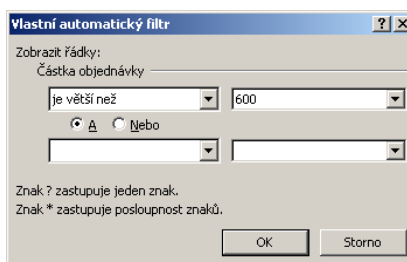 Vlastní automatický filtr
Zobrazit řádky:
Částka objednávky
je větší než 600
A Nebo
Znak ? zastupuje jeden znak.
Znak * zastupuje posloupnost znaků.
OK Storno